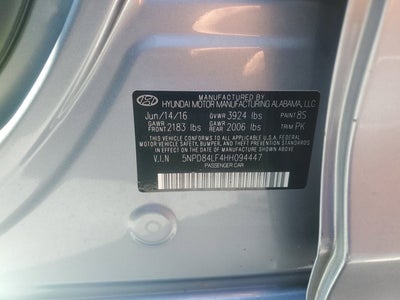 MANUFACTURED BY
HYUNDAI MOTOR MANUFACTURING ALABAMA, LLC
Jun/14/16 GVWR 3924 lbs PAINT 8S
GAWR FRONT 2183 lbs GAWR REAR 2006 lbs TRIM PK
THIS VEHICLE CONFORMS TO ALL APPLICABLE U.S.A FEDERAL
MOTOR VEHICLE SAFETY, BUMPER, AND THEFT PREVENTION
STANDARDS IN EFFECT ON THE DATE OF MANUFACTURE SHOWN ABOVE.
V.I.N 5NPD84LF4HH094447
PASSENGER CAR